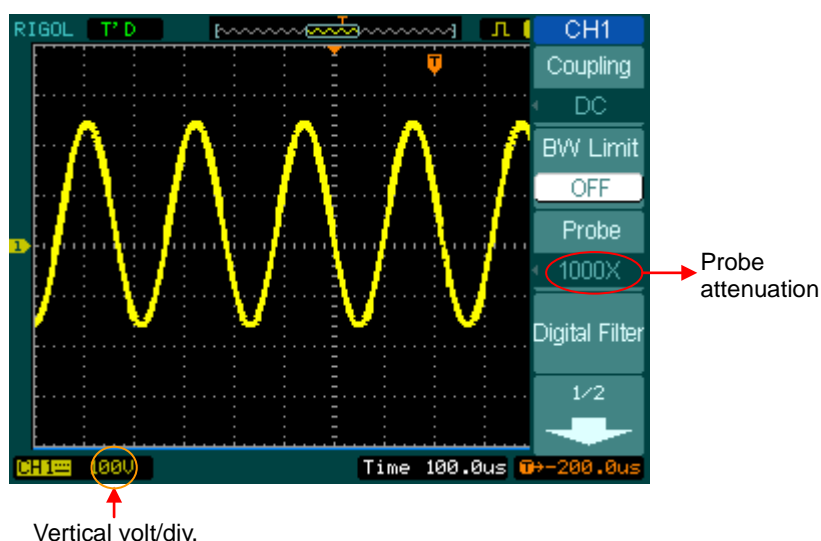 RIGOL T'D T CH1
T
Coupling
DC
BW Limit
OFF
Probe
1000X
Probe
attenuation
1
Digital Filter
1/2
CH1 100V Time 100.0us T→-200.0us
Vertical volt/div.